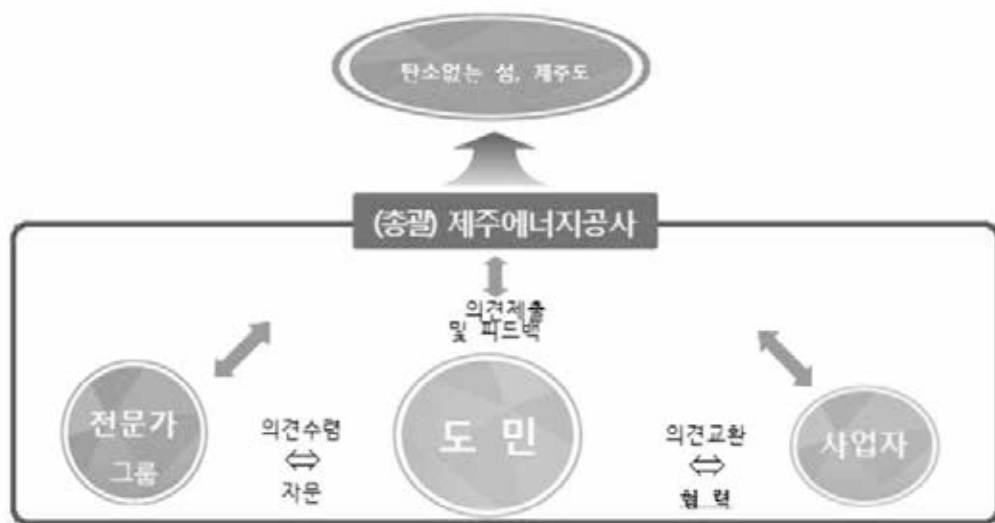 탄소없는 섬, 제주도
(총괄) 제주에너지공사
의견제출
및 피드백
전문가
그룹
의견수렴
⇔
자문
도 민
의견교환
⇔
협 력
사업자